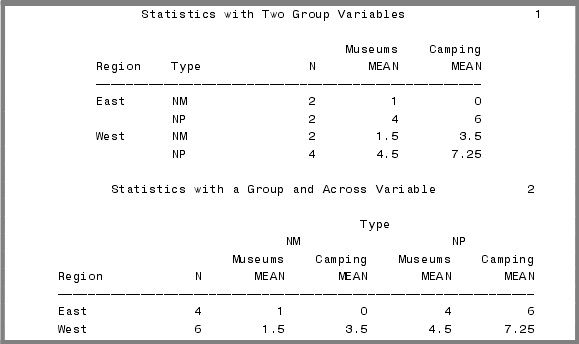 Statistics with Two Group Variables 1
Museums Camping
Region Type N MEAN MEAN
East NM 2 1 0
NP 2 4 6
West NM 2 1.5 3.5
NP 4 4.5 7.25
Statistics with a Group and Across Variable 2
Type
NM NP
Museums Camping Museums Camping
Region N MEAN MEAN MEAN MEAN
East 4 1 0 4 6
West 6 1.5 3.5 4.5 7.25